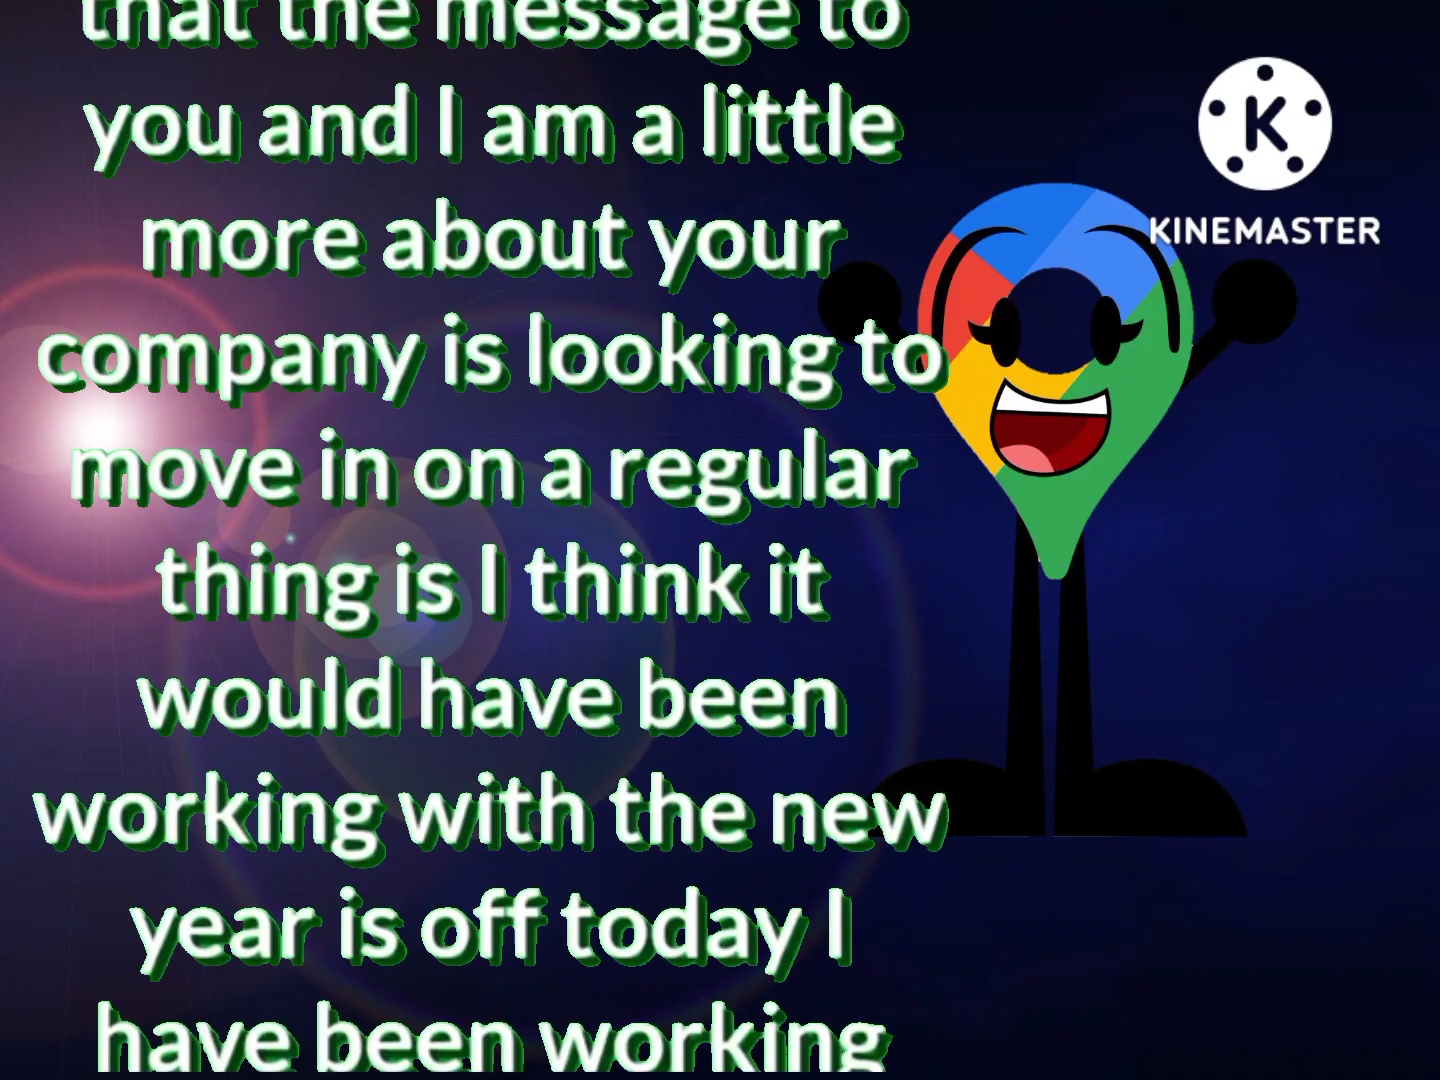 that the message to
you and I am a little
more about your
company is looking to
move in on a regular
thing is I think it
would have been
working with the new
year is off today I
have been working
K
KINEMASTER